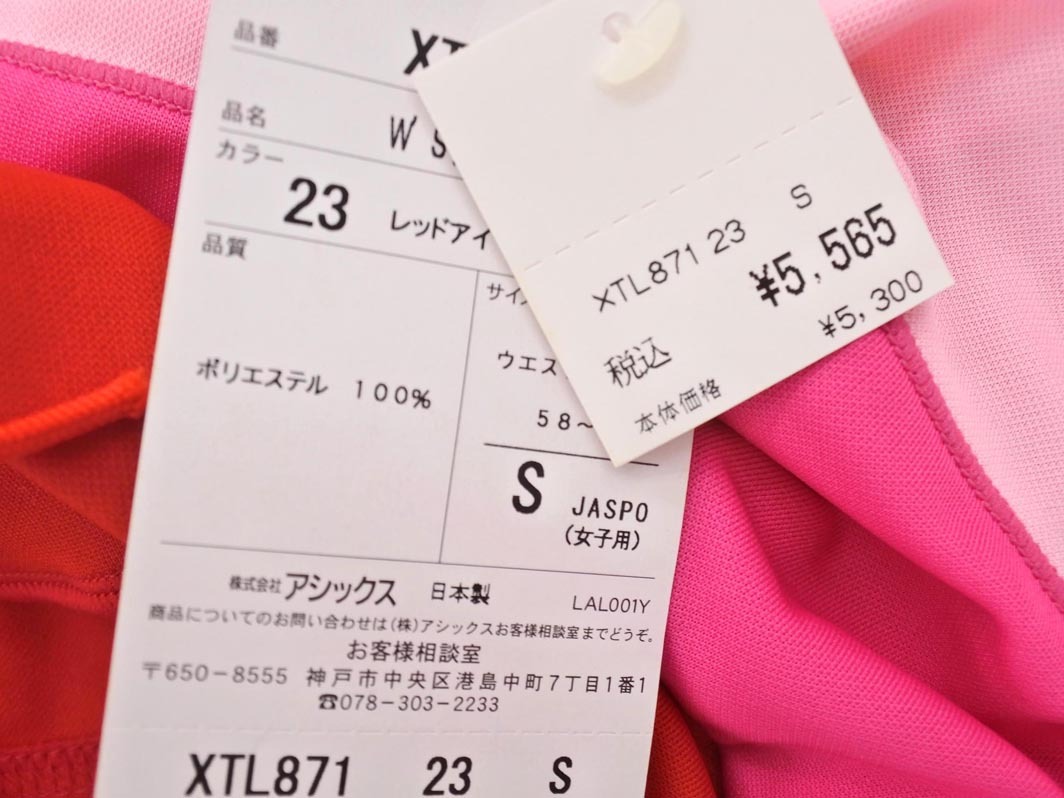 品番
XT
品名
W'S
カラー
23 レッドアイ
品質
ポリエステル 100%
サイズ
ウエス
58~
S JASPO
(女子用)
株式会社アシックス 日本製 LAL001Y
商品についてのお問い合わせは(株)アシックスお客様相談室までどうぞ。
お客様相談室
〒650-8555 神戸市中央区港島中町7丁目1番1
☎078-303-2233
XTL871 23 S
XTL871 23 S
税込 ¥5,565
本体価格 ¥5,300